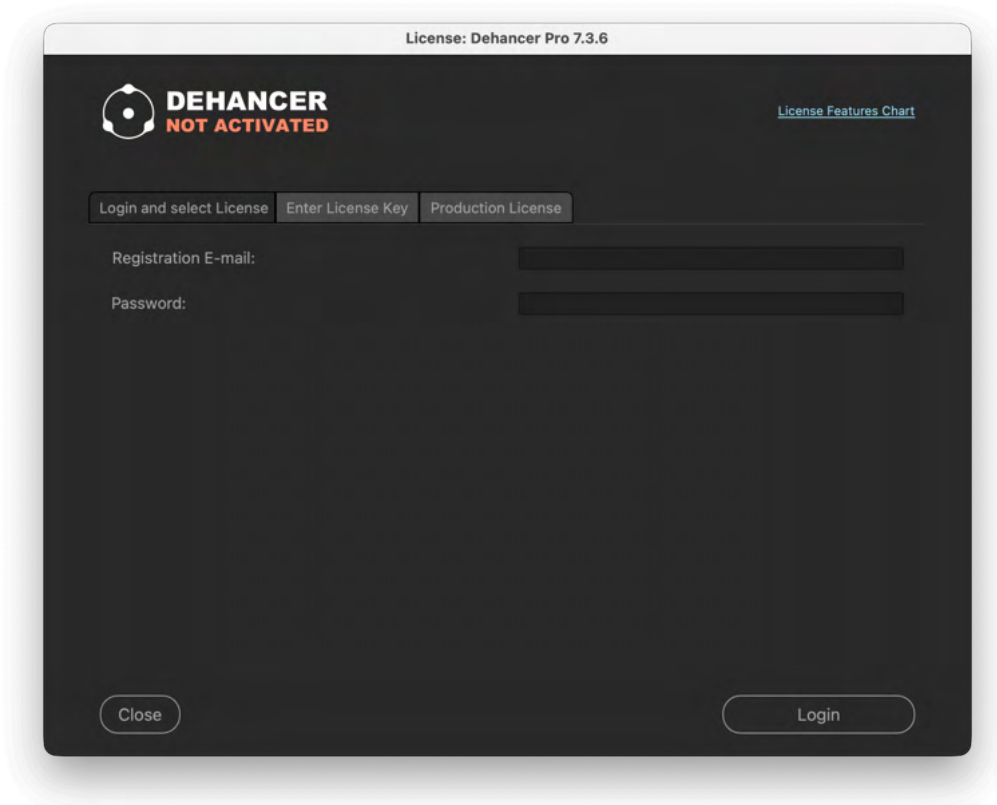 License: Dehancer Pro 7.3.6
DEHANCER
NOT ACTIVATED
License Features Chart
Login and select License
Enter License Key
Production License
Registration E-mail:
Password:
Close
Login